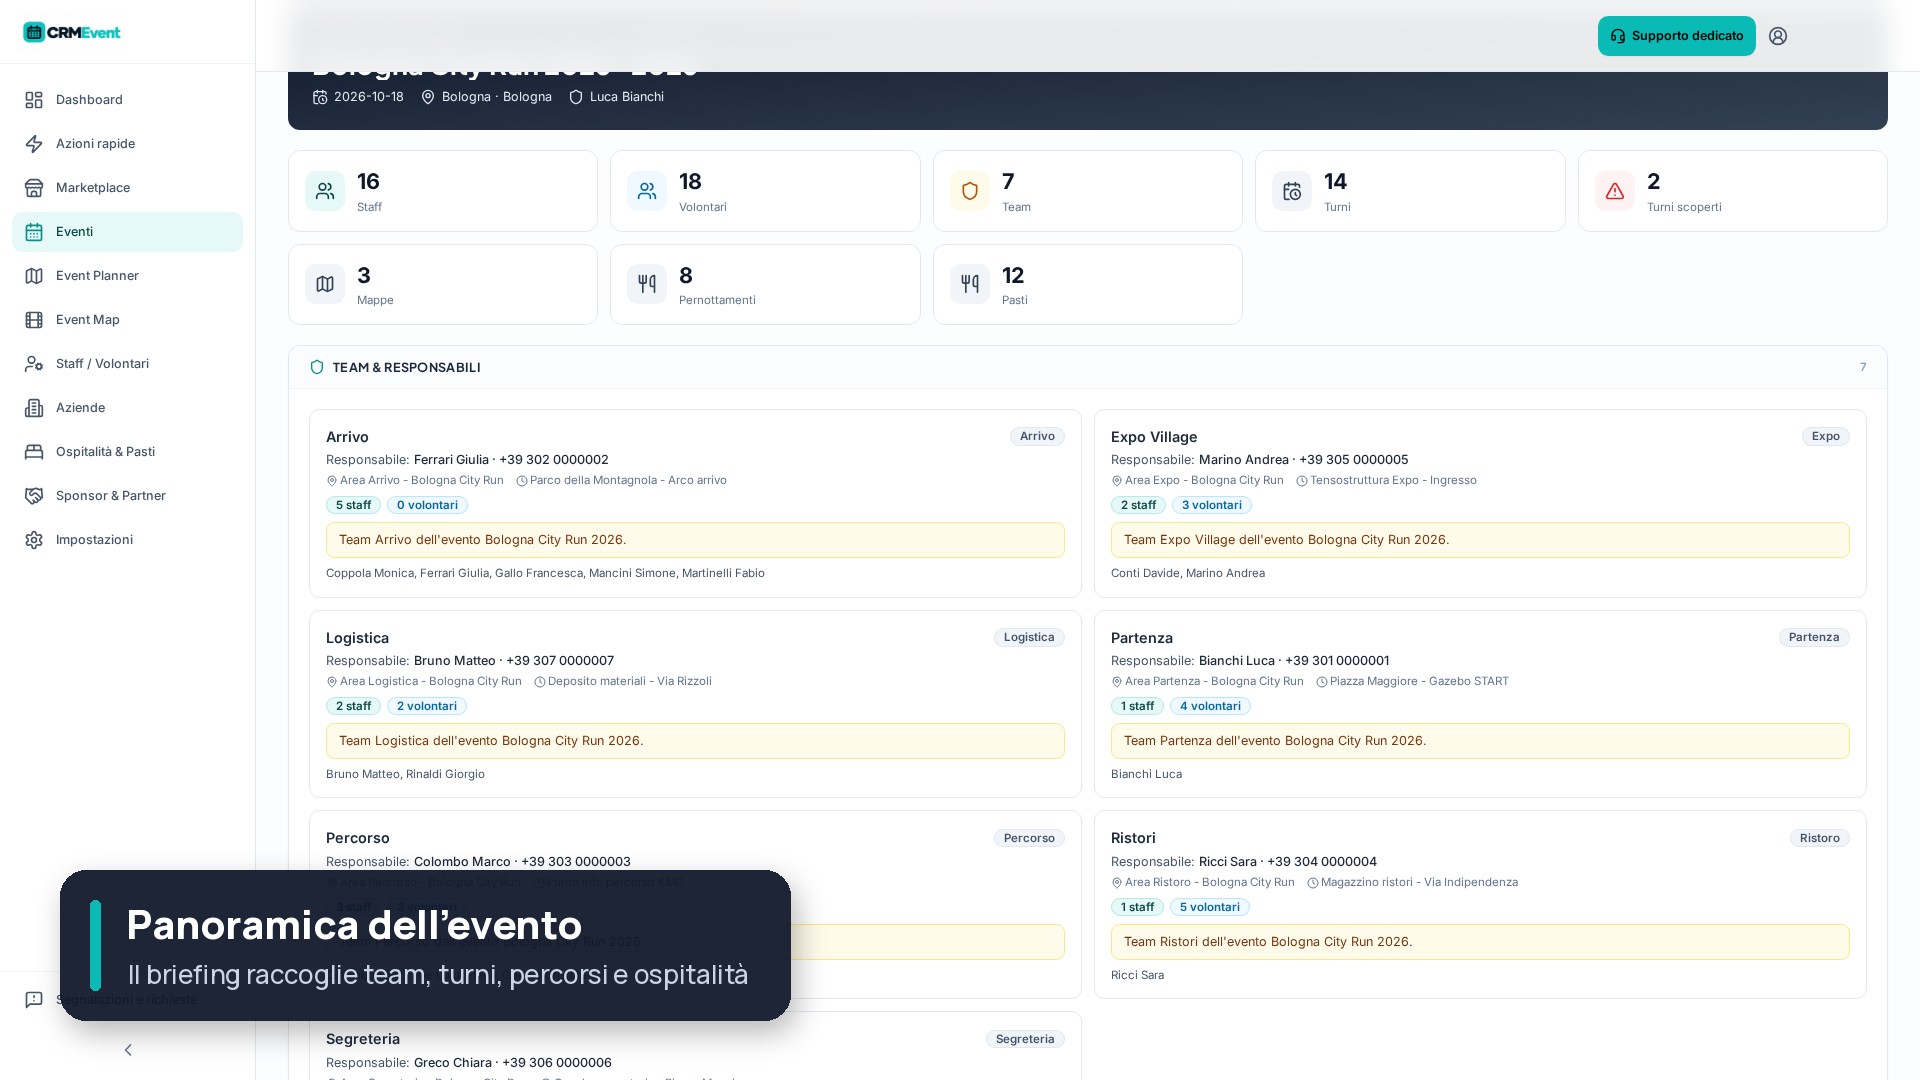 CRMEvent
Supporto dedicato
Dashboard
Azioni rapide
Marketplace
Eventi
Event Planner
Event Map
Staff / Volontari
Aziende
Ospitalità & Pasti
Sponsor & Partner
Impostazioni
Segnalazioni e richieste
Bologna City Run 2026 - 2026
2026-10-18 Bologna · Bologna Luca Bianchi
16
Staff
18
Volontari
7
Team
14
Turni
2
Turni scoperti
3
Mappe
8
Pernottamenti
12
Pasti
TEAM & RESPONSABILI 7
Arrivo Arrivo
Responsabile: Ferrari Giulia · +39 302 0000002
Area Arrivo - Bologna City Run Parco della Montagnola - Arco arrivo
5 staff 0 volontari
Team Arrivo dell'evento Bologna City Run 2026.
Coppola Monica, Ferrari Giulia, Gallo Francesca, Mancini Simone, Martinelli Fabio
Expo Village Expo
Responsabile: Marino Andrea · +39 305 0000005
Area Expo - Bologna City Run Tensostruttura Expo - Ingresso
2 staff 3 volontari
Team Expo Village dell'evento Bologna City Run 2026.
Conti Davide, Marino Andrea
Logistica Logistica
Responsabile: Bruno Matteo · +39 307 0000007
Area Logistica - Bologna City Run Deposito materiali - Via Rizzoli
2 staff 2 volontari
Team Logistica dell'evento Bologna City Run 2026.
Bruno Matteo, Rinaldi Giorgio
Partenza Partenza
Responsabile: Bianchi Luca · +39 301 0000001
Area Partenza - Bologna City Run Piazza Maggiore - Gazebo START
1 staff 4 volontari
Team Partenza dell'evento Bologna City Run 2026.
Bianchi Luca
Percorso Percorso
Responsabile: Colombo Marco · +39 303 0000003
Ristori Ristoro
Responsabile: Ricci Sara · +39 304 0000004
Area Ristoro - Bologna City Run Magazzino ristori - Via Indipendenza
1 staff 5 volontari
Team Ristori dell'evento Bologna City Run 2026.
Ricci Sara
Segreteria Segreteria
Responsabile: Greco Chiara · +39 306 0000006
Panoramica dell'evento
Il briefing raccoglie team, turni, percorsi e ospitalità